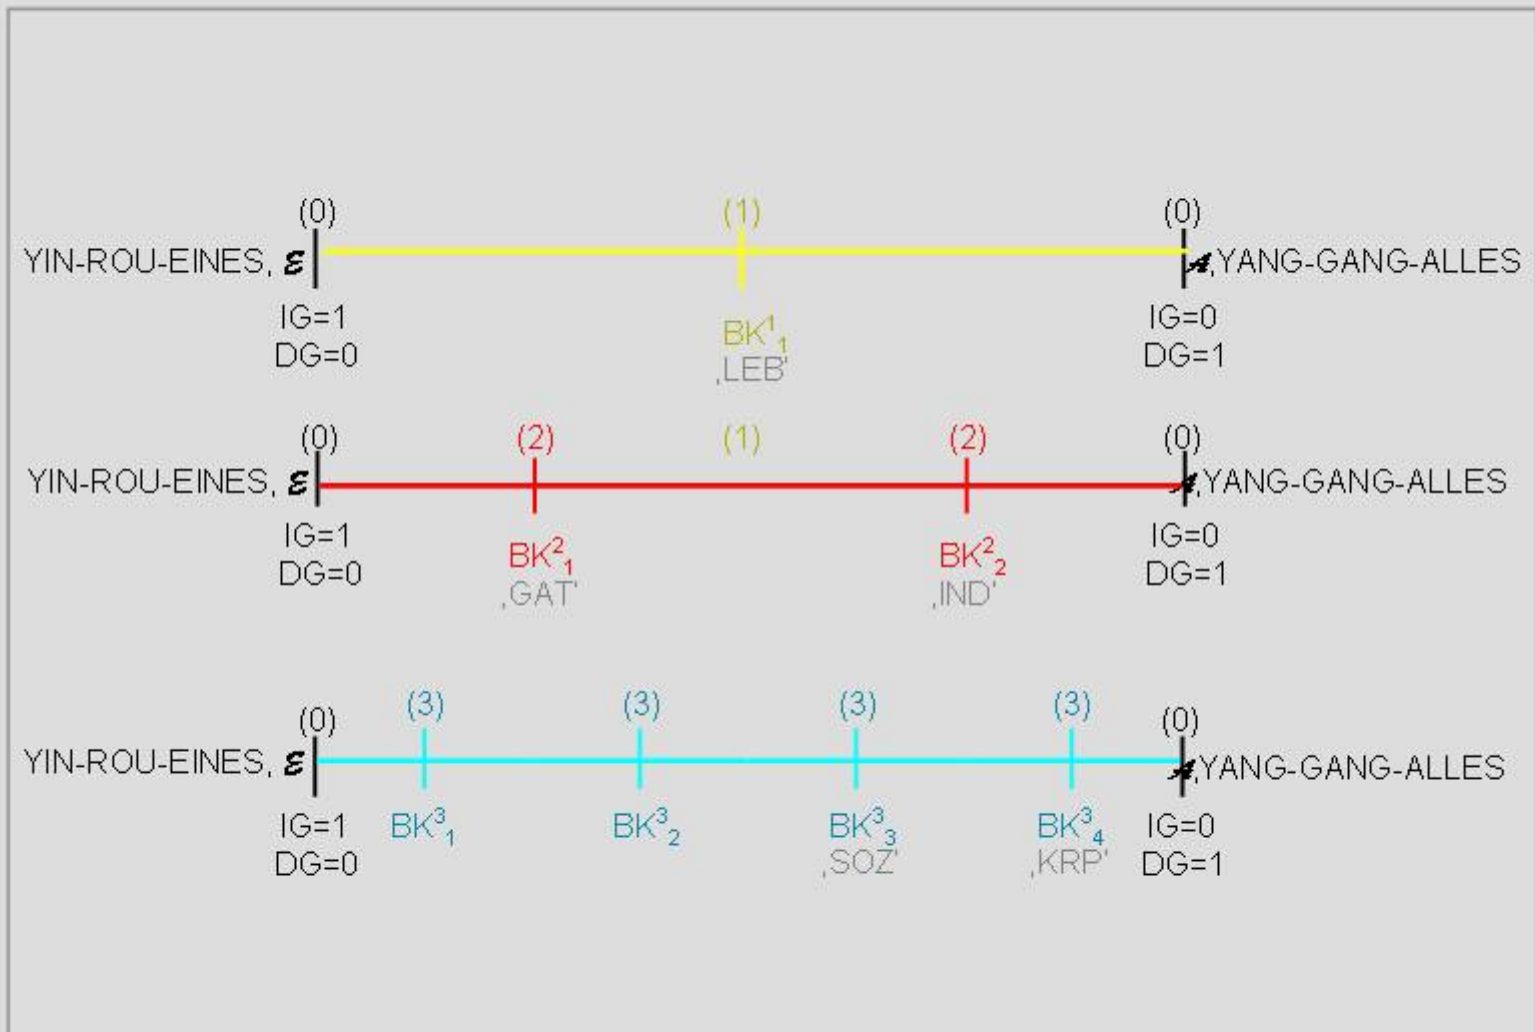 (0) (1) (0)
YIN-ROU-EINES, ℰ 𝒜,YANG-GANG-ALLES
IG=1 IG=0
DG=0 BK¹₁ DG=1
‚LEB'
(0) (2) (1) (2) (0)
YIN-ROU-EINES, ℰ 𝒜,YANG-GANG-ALLES
IG=1 BK²₁ BK²₂ IG=0
DG=0 ‚GAT' ‚IND' DG=1
(0) (3) (3) (3) (3) (0)
YIN-ROU-EINES, ℰ 𝒜,YANG-GANG-ALLES
IG=1 BK³₁ BK³₂ BK³₃ BK³₄ IG=0
DG=0 ‚SOZ' ‚KRP' DG=1